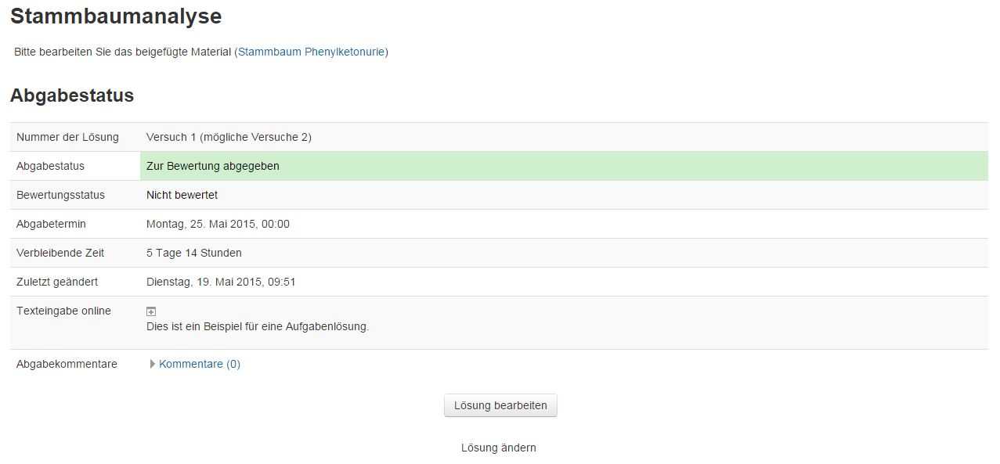 Stammbaumanalyse
Bitte bearbeiten Sie das beigefügte Material (Stammbaum Phenylketonurie)
Abgabestatus
Nummer der Lösung Versuch 1 (mögliche Versuche 2)
Abgabestatus Zur Bewertung abgegeben
Bewertungsstatus Nicht bewertet
Abgabetermin Montag, 25. Mai 2015, 00:00
Verbleibende Zeit 5 Tage 14 Stunden
Zuletzt geändert Dienstag, 19. Mai 2015, 09:51
Texteingabe online
Dies ist ein Beispiel für eine Aufgabenlösung.
Abgabekommentare Kommentare (0)
Lösung bearbeiten
Lösung ändern